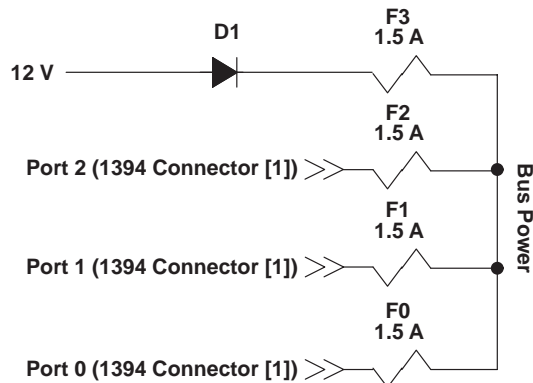 F3
1.5 A
D1
12 V
F2
1.5 A
Port 2 (1394 Connector [1])
F1
1.5 A
Port 1 (1394 Connector [1])
F0
1.5 A
Port 0 (1394 Connector [1])
Bus Power